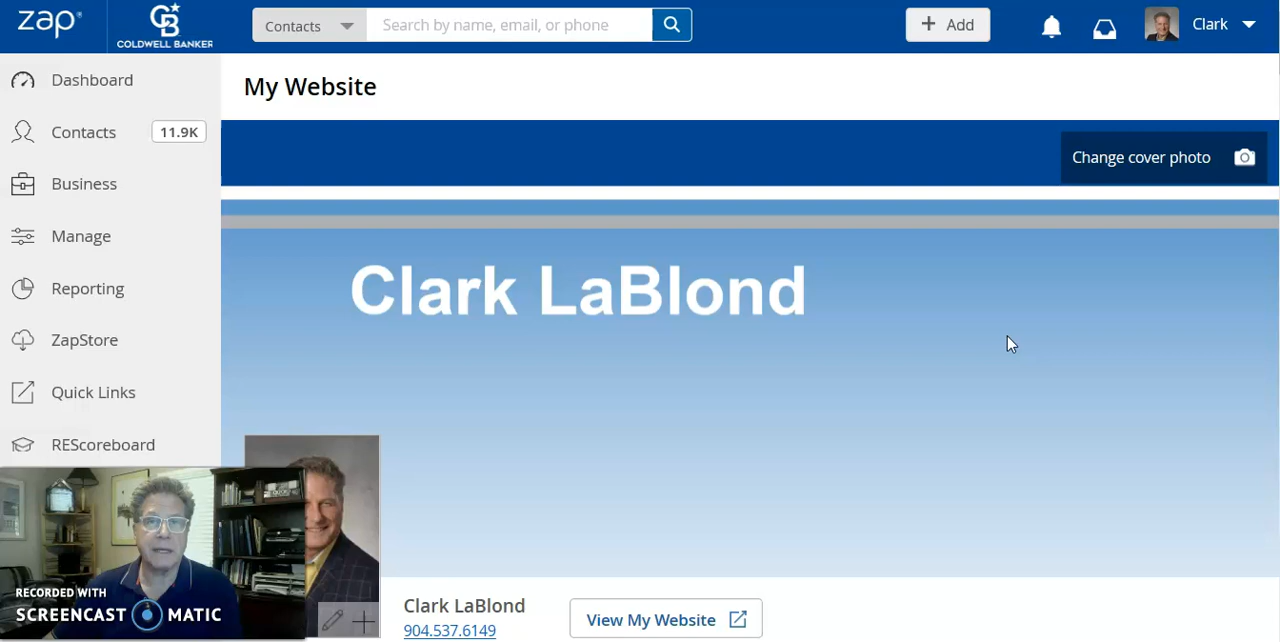 zap
COLDWELL BANKER
Contacts
Search by name, email, or phone
+ Add
Clark
Dashboard
Contacts 11.9K
Business
Manage
Reporting
ZapStore
Quick Links
REScoreboard
My Website
Change cover photo
Clark LaBlond
Clark LaBlond
904.537.6149
View My Website
RECORDED WITH
SCREENCAST MATIC